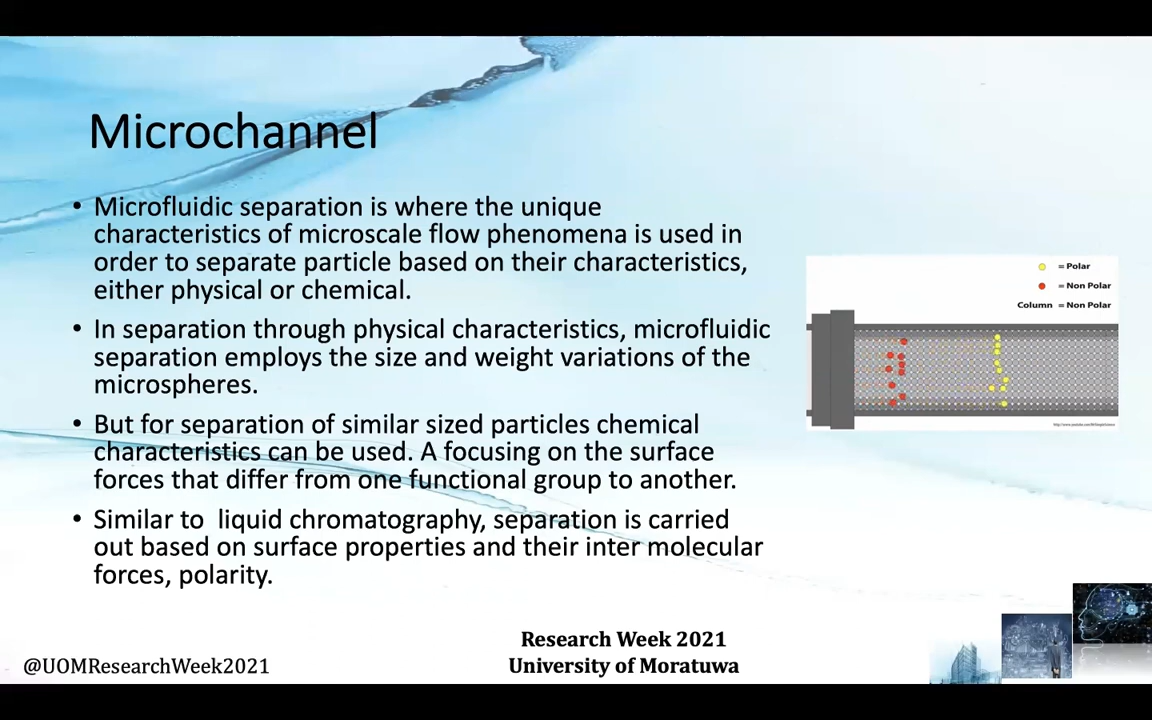 Microchannel
• Microfluidic separation is where the unique
characteristics of microscale flow phenomena is used in
order to separate particle based on their characteristics,
either physical or chemical.
• In separation through physical characteristics, microfluidic
separation employs the size and weight variations of the
microspheres.
• But for separation of similar sized particles chemical
characteristics can be used. A focusing on the surface
forces that differ from one functional group to another.
• Similar to liquid chromatography, separation is carried
out based on surface properties and their inter molecular
forces, polarity.
= Polar
= Non Polar
Column = Non Polar
Research Week 2021
University of Moratuwa
@UOMResearchWeek2021